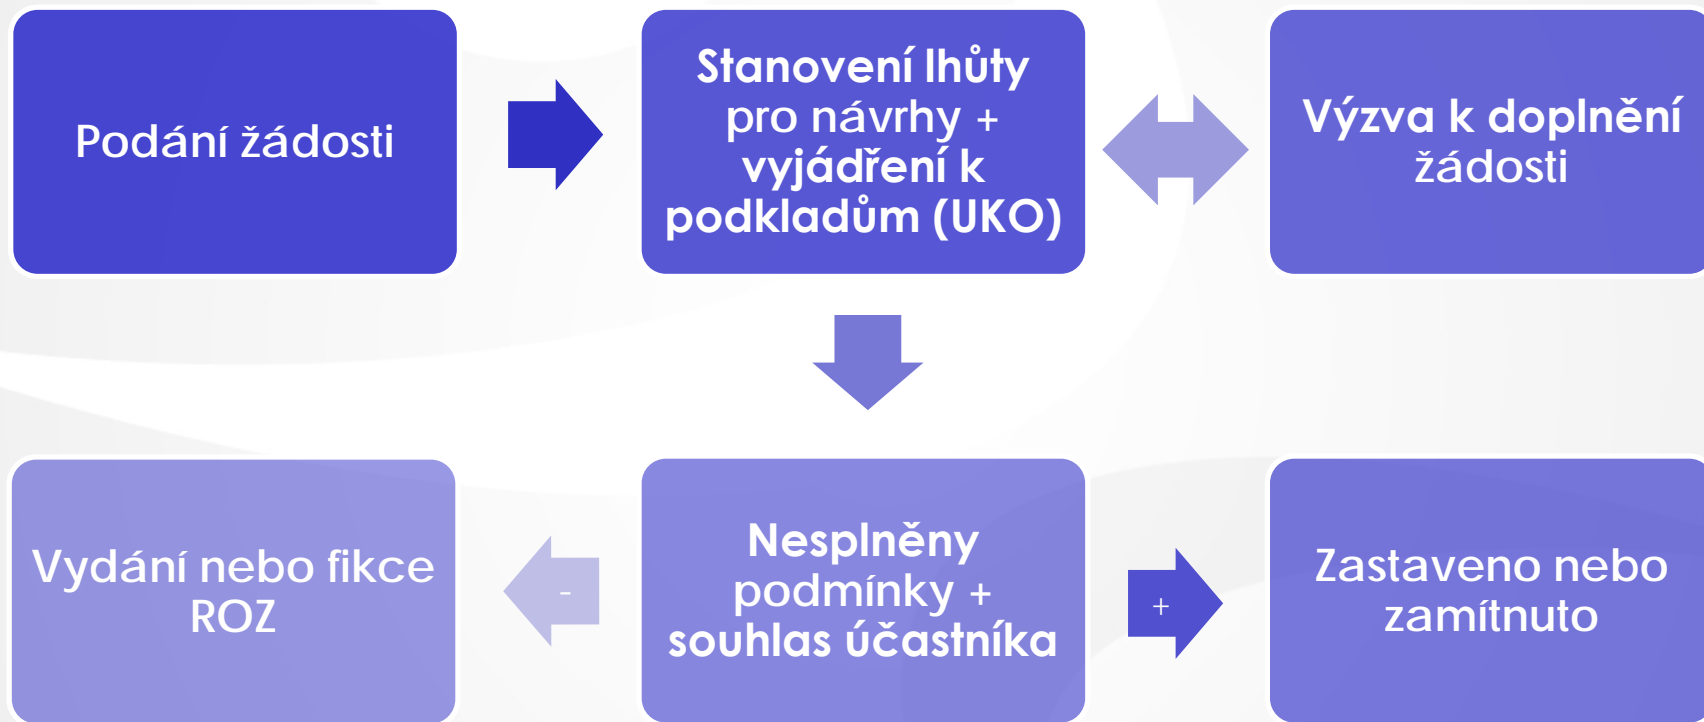 Podání žádosti
Stanovení lhůty
pro návrhy +
vyjádření k
podkladům (UKO)
Výzva k doplnění
žádosti
Vydání nebo fikce
ROZ
-
Nesplněny
podmínky +
souhlas účastníka
+
Zastaveno nebo
zamítnuto